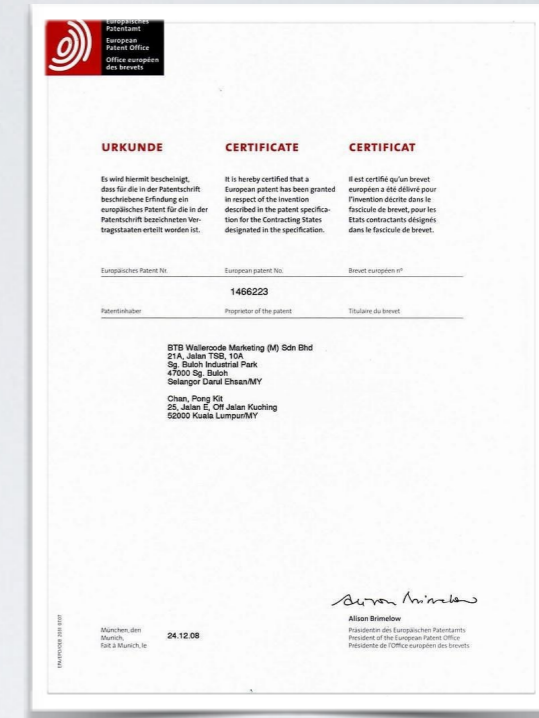 Europäisches
Patentamt
European
Patent Office
Office européen
des brevets
URKUNDE
Es wird hiermit bescheinigt,
dass für die in der Patentschrift
beschriebene Erfindung ein
europäisches Patent für die in der
Patentschrift bezeichneten Ver-
tragsstaaten erteilt worden ist.
CERTIFICATE
It is hereby certified that a
European patent has been granted
in respect of the invention
described in the patent specifica-
tion for the Contracting States
designated in the specification.
CERTIFICAT
Il est certifié qu'un brevet
européen a été délivré pour
l'invention décrite dans le
fascicule de brevet, pour les
Etats contractants désignés
dans le fascicule de brevet.
Europäisches Patent Nr.
European patent No.
Brevet européen n°
1466223
Patentinhaber
Proprietor of the patent
Titulaire du brevet
BTB Wallercode Marketing (M) Sdn Bhd
21A, Jalan TSB, 10A
Sg. Buloh Industrial Park
47000 Sg. Buloh
Selangor Darul Ehsan/MY
Chan, Pong Kit
25, Jalan E, Off Jalan Kuching
52000 Kuala Lumpur/MY
Alison Brimelow
Alison Brimelow
Präsidentin des Europäischen Patentamts
President of the European Patent Office
Présidente de l'Office européen des brevets
München, den
Munich,
Fait à Munich, le
24.12.08